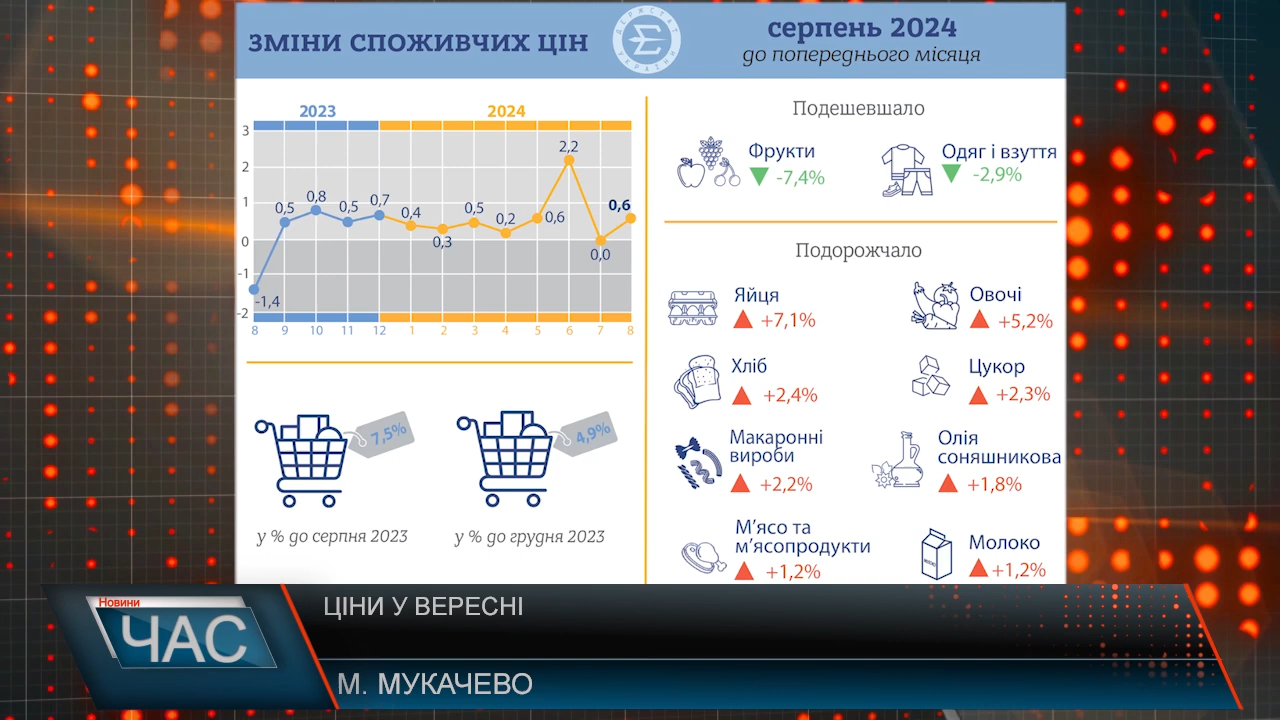 ЗМІНИ СПОЖИВЧИХ ЦІН
ДЕРЖСТАТ УКРАЇНИ
серпень 2024
до попереднього місяця
2023
2024
3
2
1
0
-1
-2
-1,4
0,5
0,8
0,5
0,7
0,4
0,3
0,5
0,2
0,6
2,2
0,0
0,6
8 9 10 11 12 1 2 3 4 5 6 7 8
7,5%
4,9%
у % до серпня 2023
у % до грудня 2023
Подешевшало
Фрукти
-7,4%
Одяг і взуття
-2,9%
Подорожчало
Яйця
+7,1%
Овочі
+5,2%
Хліб
+2,4%
Цукор
+2,3%
Макаронні
вироби
+2,2%
Олія
соняшникова
+1,8%
М'ясо та
м'ясопродукти
+1,2%
Молоко
+1,2%
Новини
ЧАС
ЦІНИ У ВЕРЕСНІ
М. МУКАЧЕВО